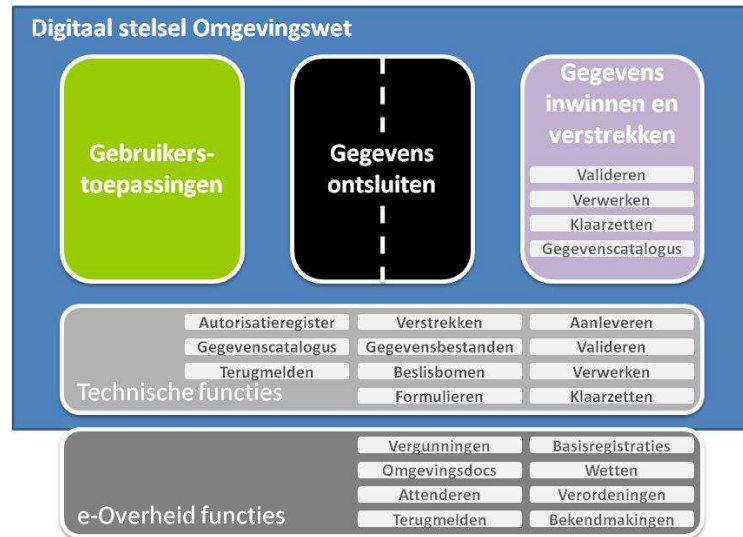 Digitaal stelsel Omgevingswet
Gebruikers-
toepassingen
Gegevens
ontsluiten
Gegevens
inwinnen en
verstrekken
Valideren
Verwerken
Klaarzetten
Gegevenscatalogus
Autorisatieregister
Gegevenscatalogus
Terugmelden
Verstrekken
Gegevensbestanden
Beslisbomen
Formulieren
Aanleveren
Valideren
Verwerken
Klaarzetten
Technische functies
Vergunningen
Omgevingsdocs
Attenderen
Terugmelden
Basisregistraties
Wetten
Verordeningen
Bekendmakingen
e-Overheid functies